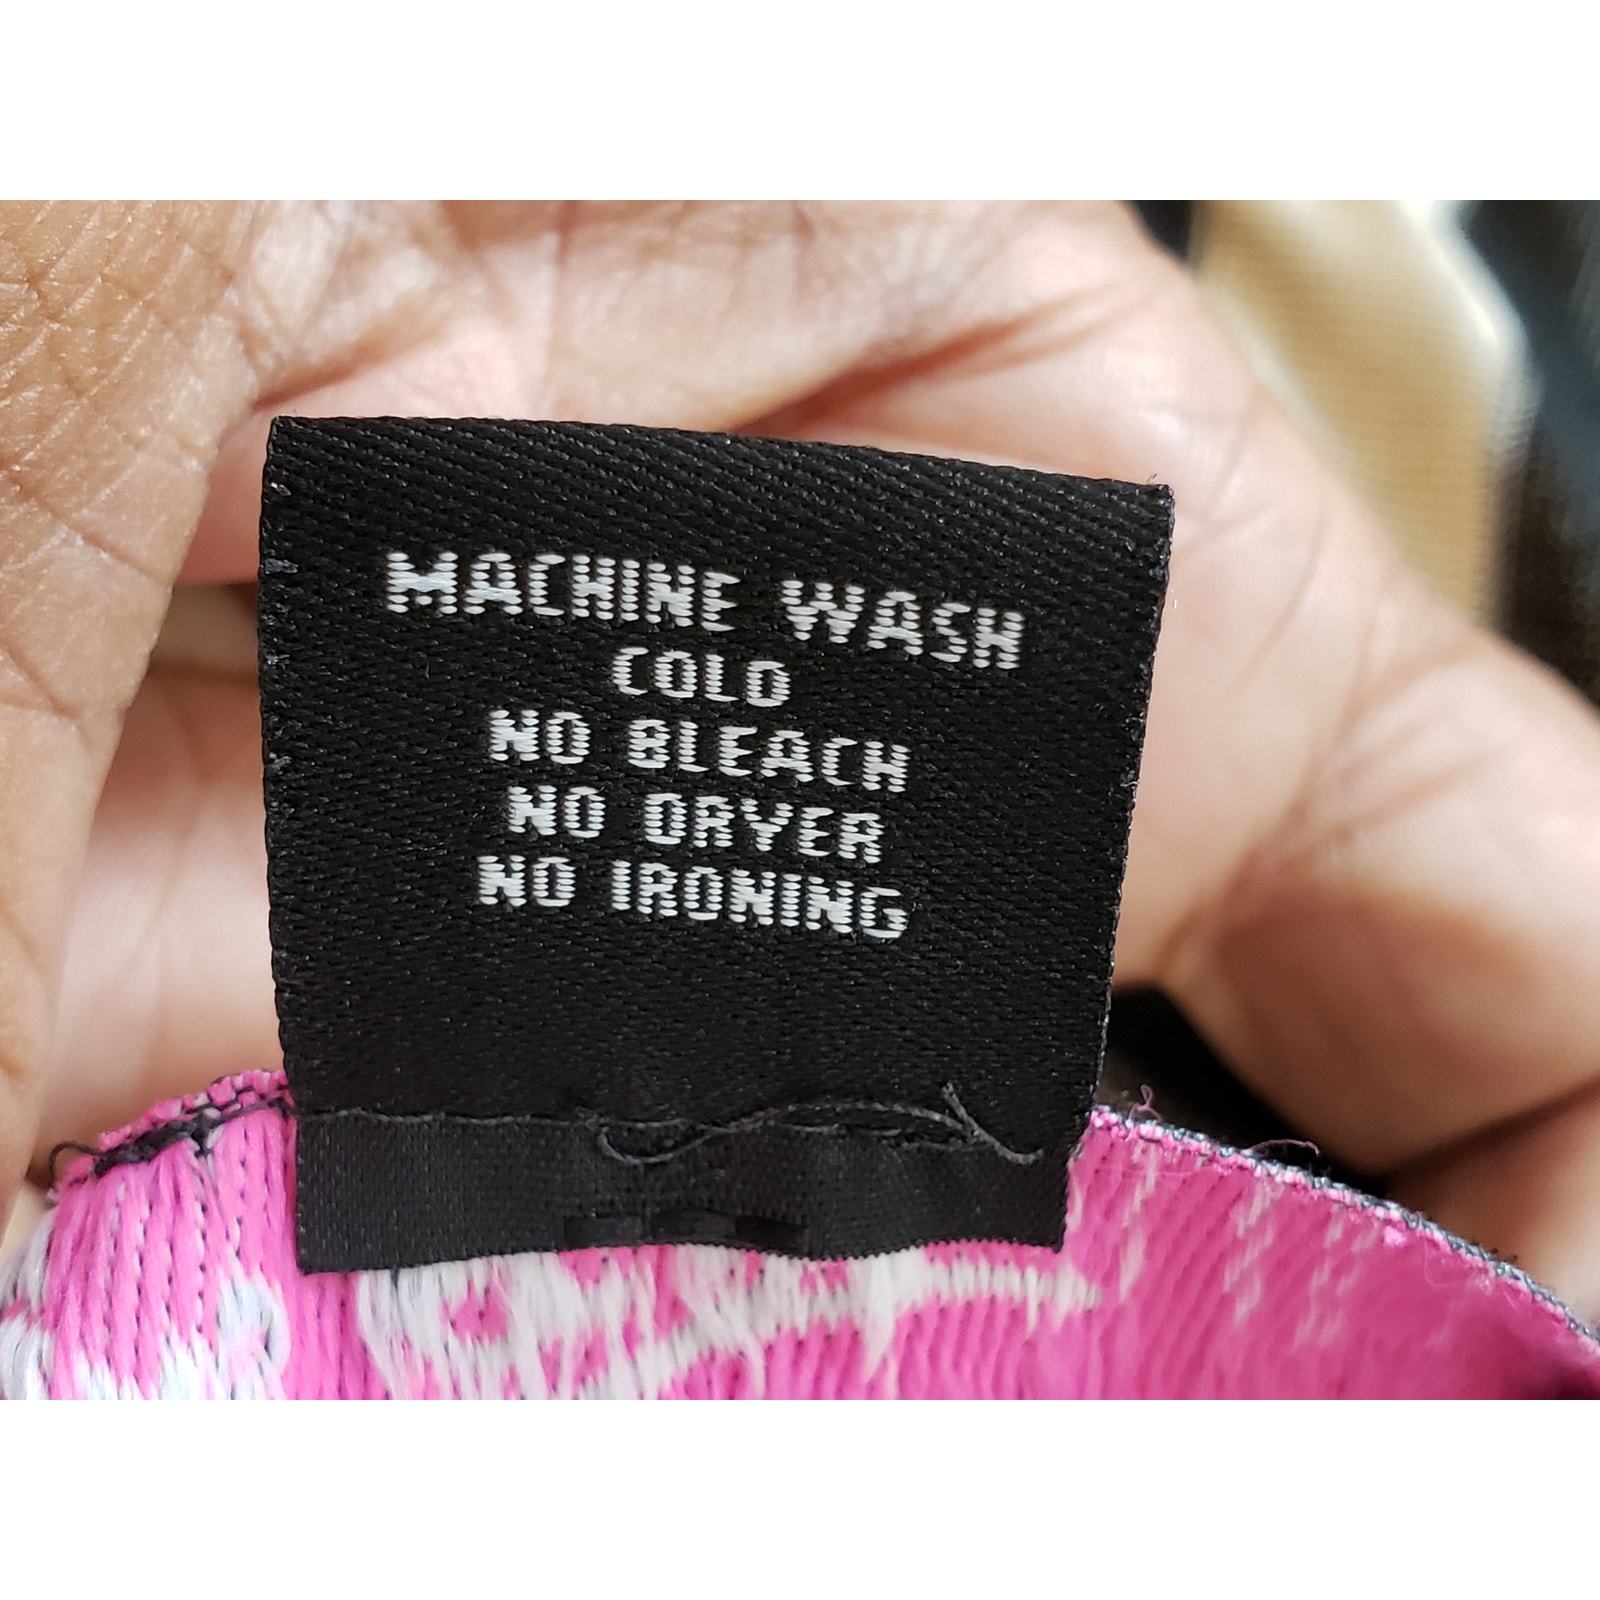 MACHINE WASH
COLD
NO BLEACH
NO DRYER
NO IRONING